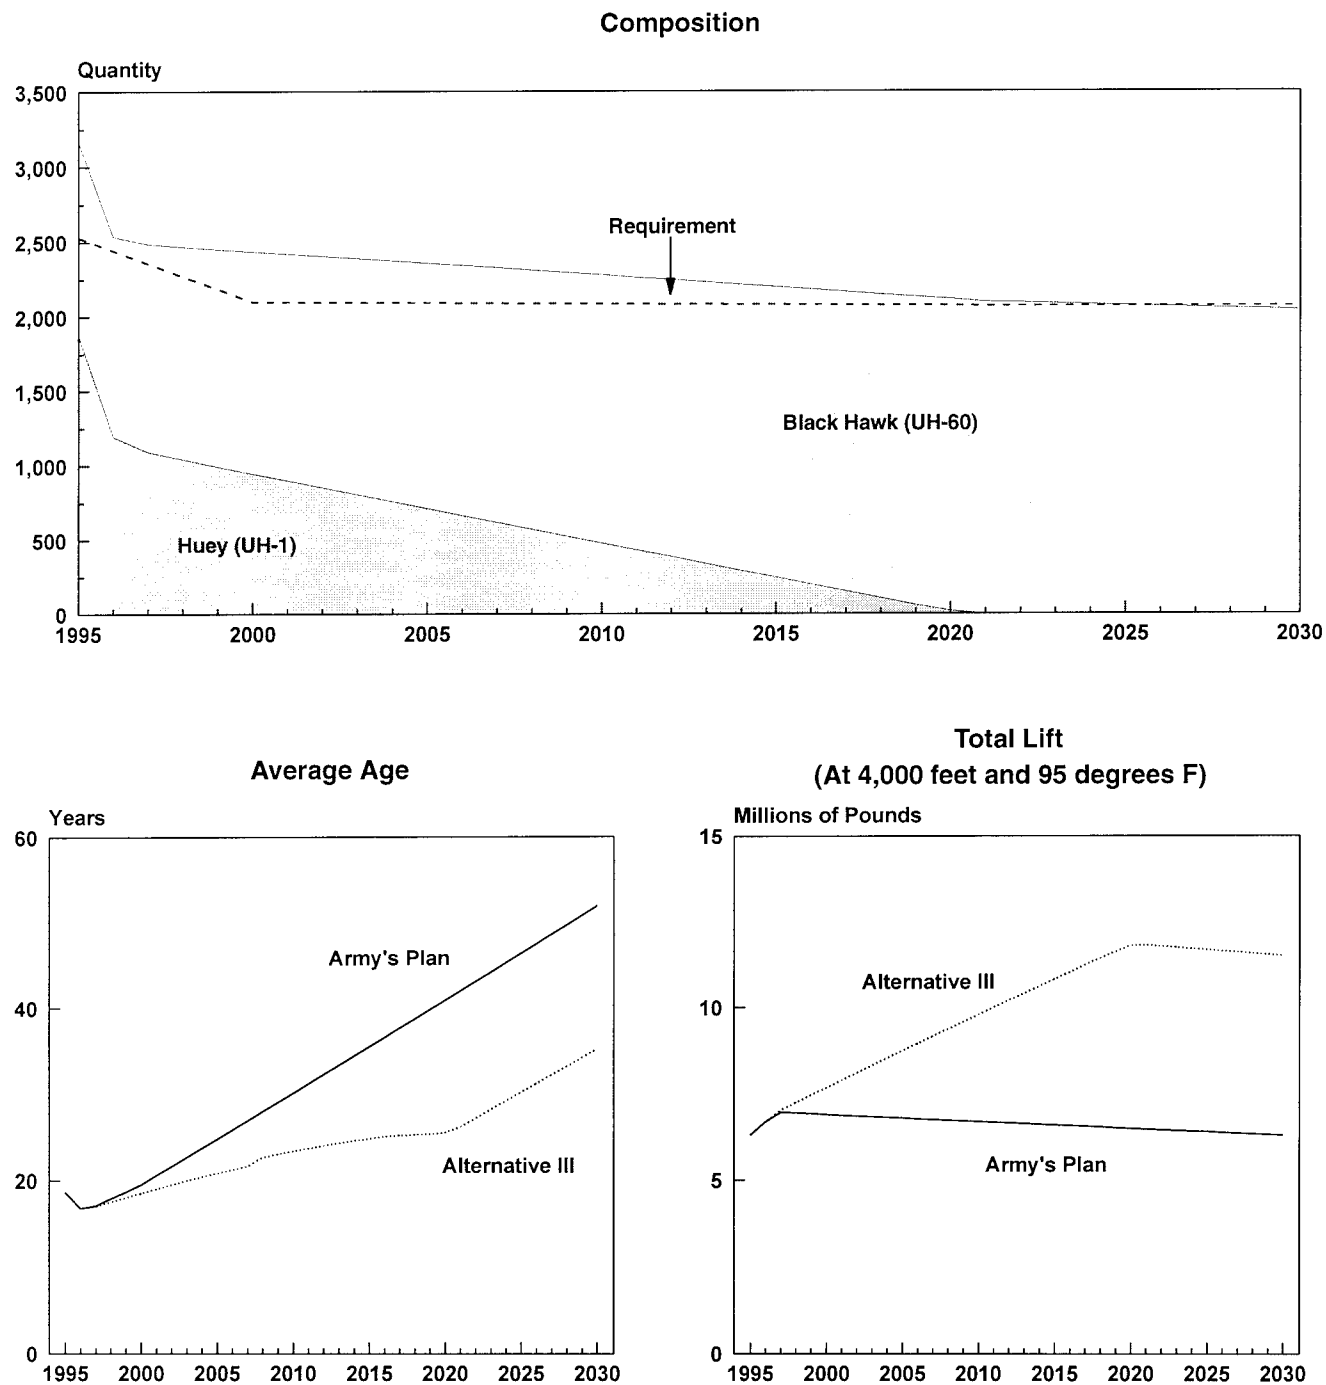 Composition
Quantity
3,500
3,000
2,500
2,000
1,500
1,000
500
0
Requirement
Black Hawk (UH-60)
Huey (UH-1)
1995 2000 2005 2010 2015 2020 2025 2030
Average Age
Years
60
40
20
0
Army's Plan
Alternative III
1995 2000 2005 2010 2015 2020 2025 2030
Total Lift
(At 4,000 feet and 95 degrees F)
Millions of Pounds
15
10
5
0
Alternative III
Army's Plan
1995 2000 2005 2010 2015 2020 2025 2030